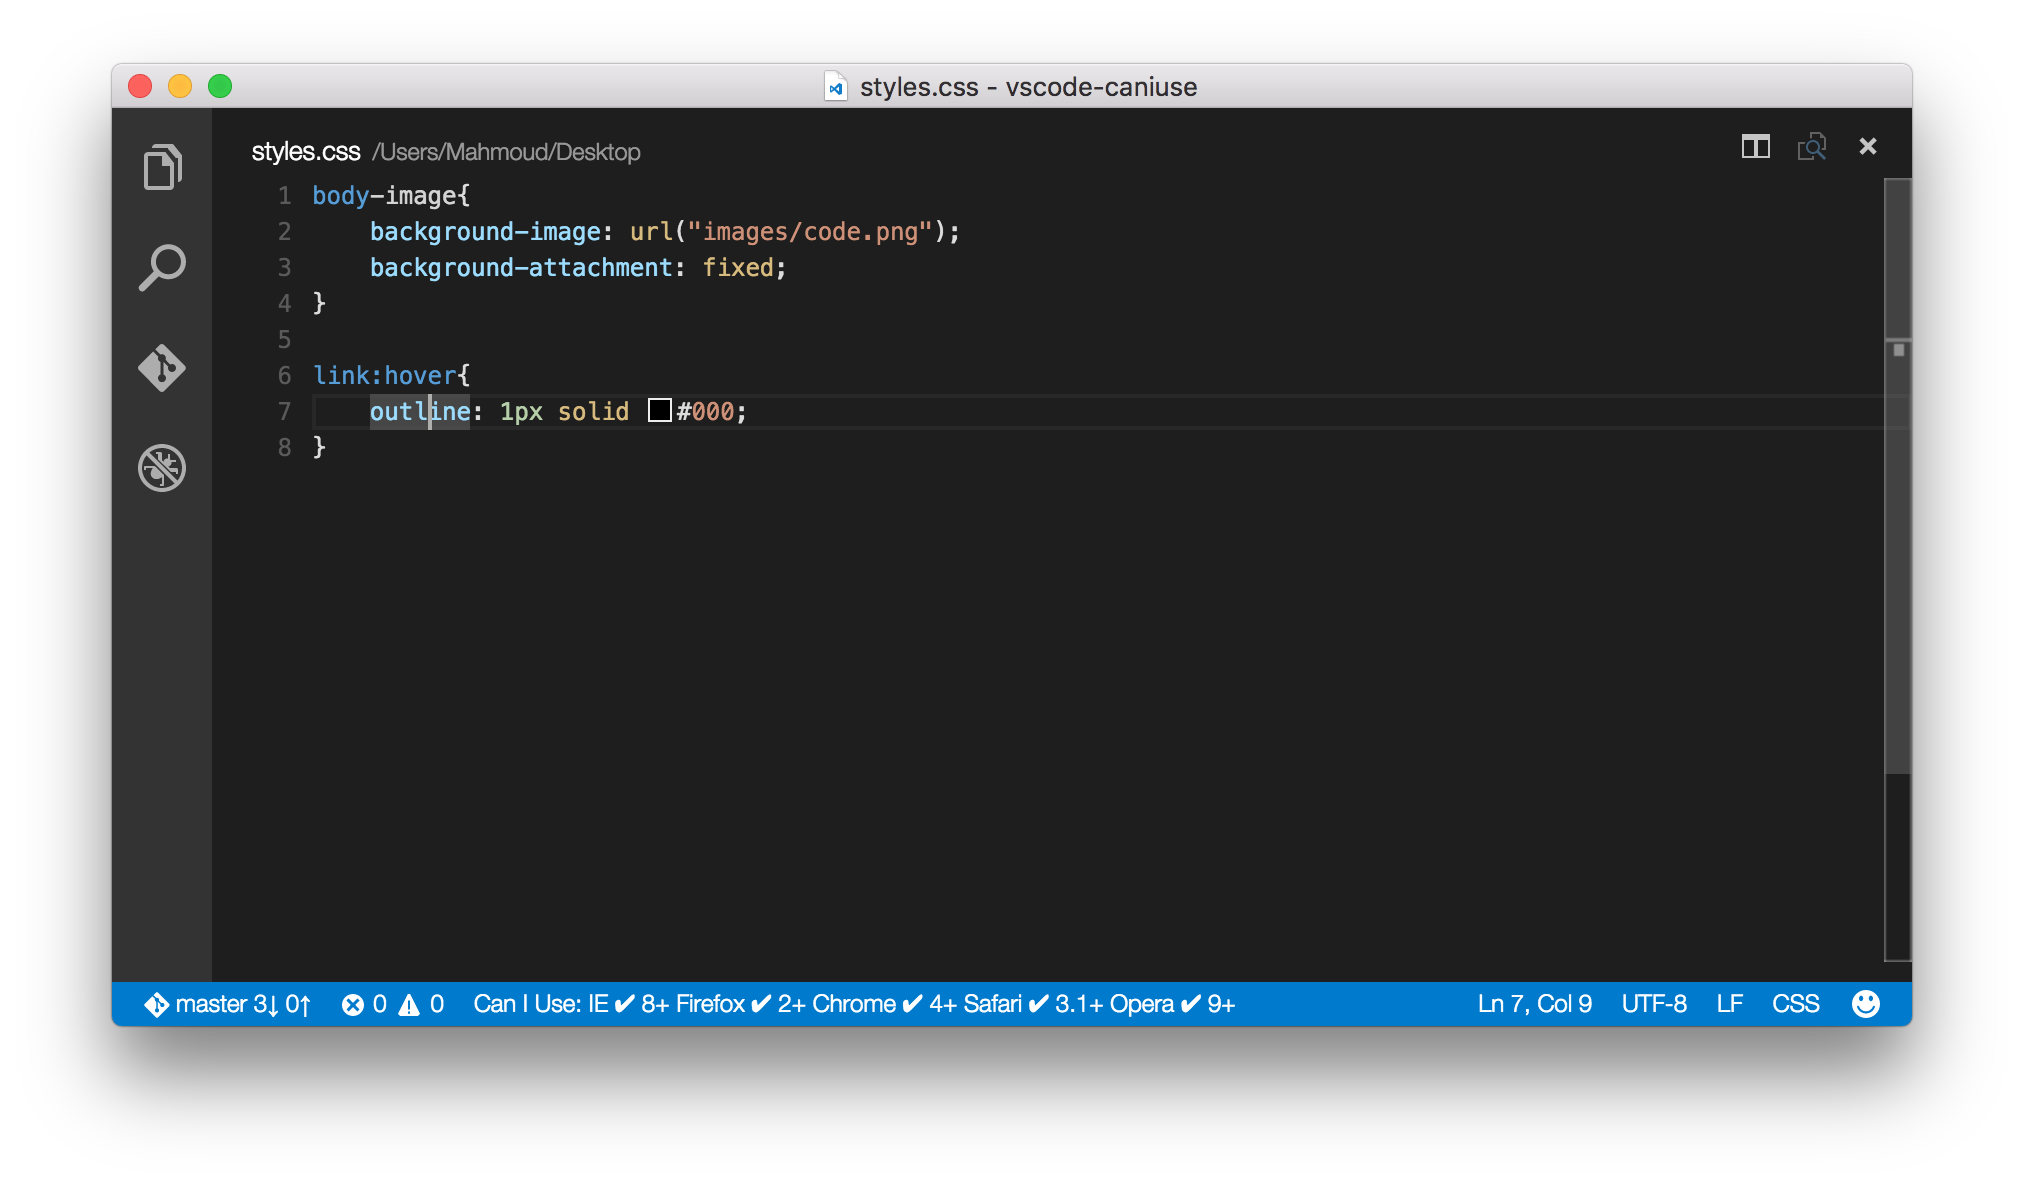 styles.css - vscode-caniuse
styles.css /Users/Mahmoud/Desktop
1 body-image{
2     background-image: url("images/code.png");
3     background-attachment: fixed;
4 }
5
6 link:hover{
7     outline: 1px solid #000;
8 }
master 3↓ 0↑ 0 0 Can I Use: IE ✔ 8+ Firefox ✔ 2+ Chrome ✔ 4+ Safari ✔ 3.1+ Opera ✔ 9+ Ln 7, Col 9 UTF-8 LF CSS